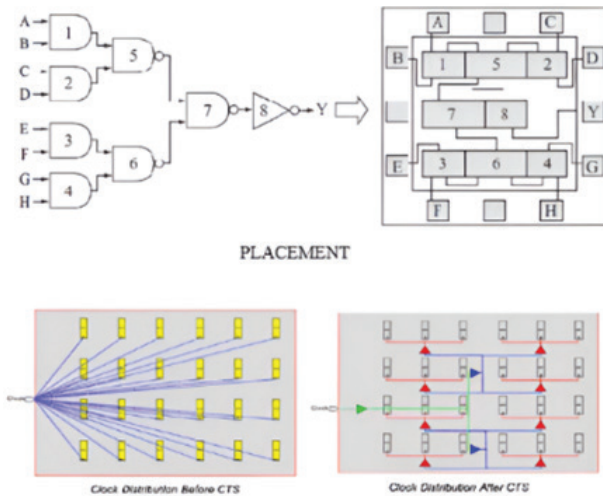 A
B
1
C
D
2
5
E
F
3
G
H
4
6
7
8
Y
A
C
B
D
1
5
2
7
8
Y
E
G
3
6
4
F
H
PLACEMENT
Clock Distribution Before CTS
Clock Distribution After CTS